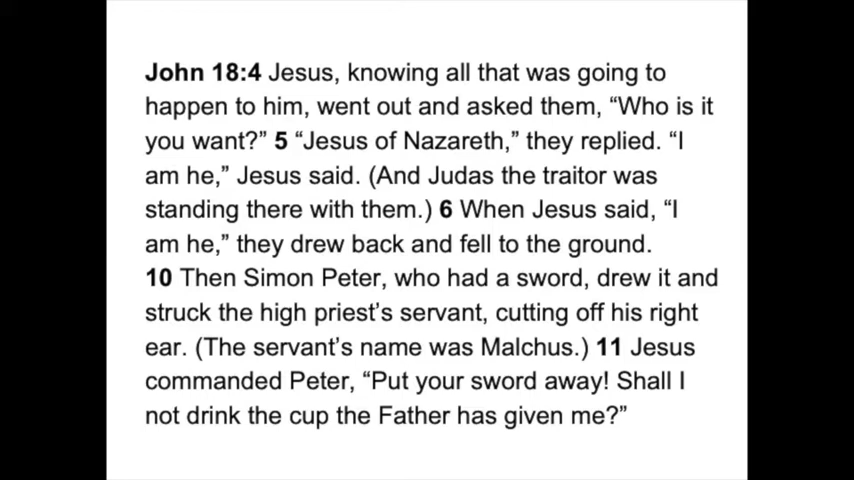 John 18:4 Jesus, knowing all that was going to
happen to him, went out and asked them, “Who is it
you want?” 5 “Jesus of Nazareth,” they replied. “I
am he,” Jesus said. (And Judas the traitor was
standing there with them.) 6 When Jesus said, “I
am he,” they drew back and fell to the ground.
10 Then Simon Peter, who had a sword, drew it and
struck the high priest’s servant, cutting off his right
ear. (The servant’s name was Malchus.) 11 Jesus
commanded Peter, “Put your sword away! Shall I
not drink the cup the Father has given me?”